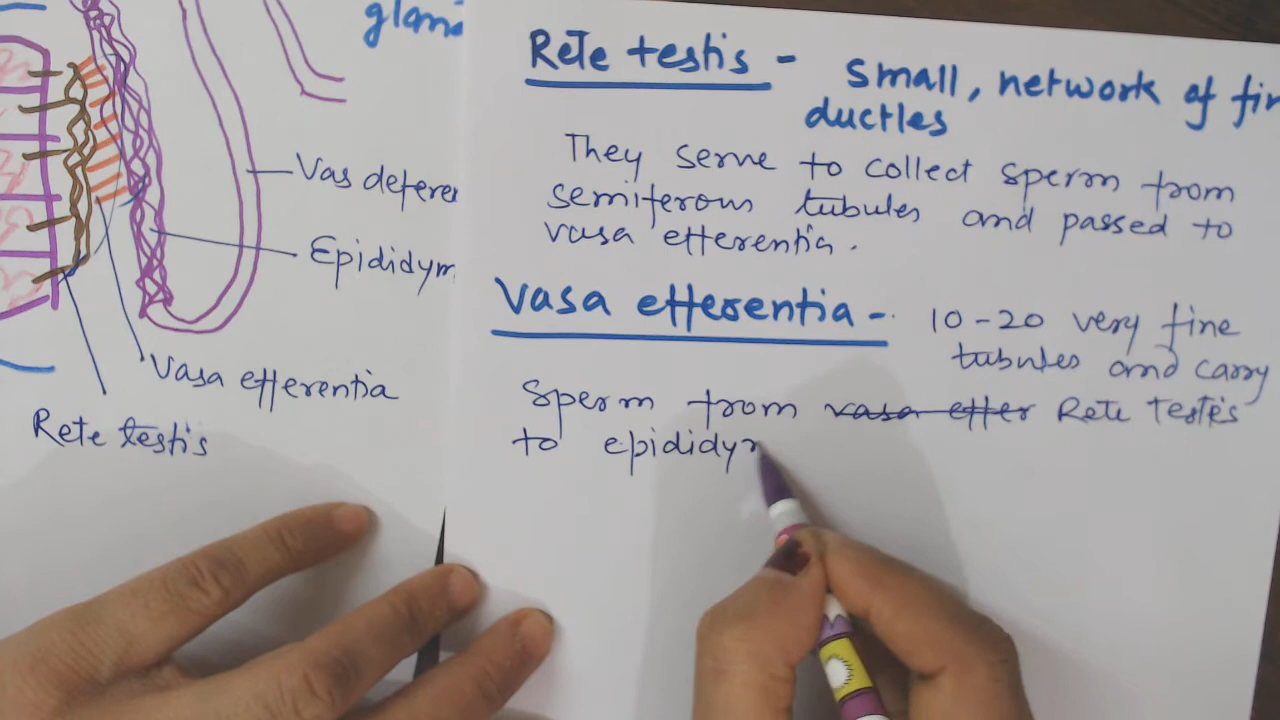 glan
Vas deferen
Epididym
Vasa efferentia
Rete testis
Rete testis - small, network of fin
ductles
They serve to collect sperm from
semiferous tubules and passed to
vasa efferentia.
Vasa efferentia - 10-20 very fine
tubules and carry
Sperm from vasa effer Rete Testis
to epididym